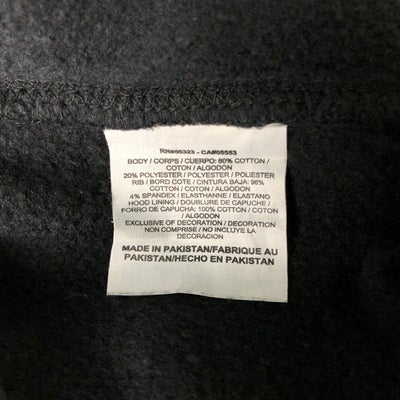 RN#66323 - CA#05553
BODY / CORPS / CUERPO: 80% COTTON /
COTON / ALGODON
20% POLYESTER / POLYESTER / POLIESTER
RIB / BORD COTE / CINTURA BAJA: 96%
COTTON / COTON / ALGODON
4% SPANDEX / ELASTHANNE / ELASTANO
HOOD LINING / DOUBLURE DE CAPUCHE /
FORRO DE CAPUCHA: 100% COTTON / COTON
/ ALGODON
EXCLUSIVE OF DECORATION / DECORATION
NON COMPRISE / NO INCLUYE LA
DECORACION
MADE IN PAKISTAN/FABRIQUE AU
PAKISTAN/HECHO EN PAKISTAN